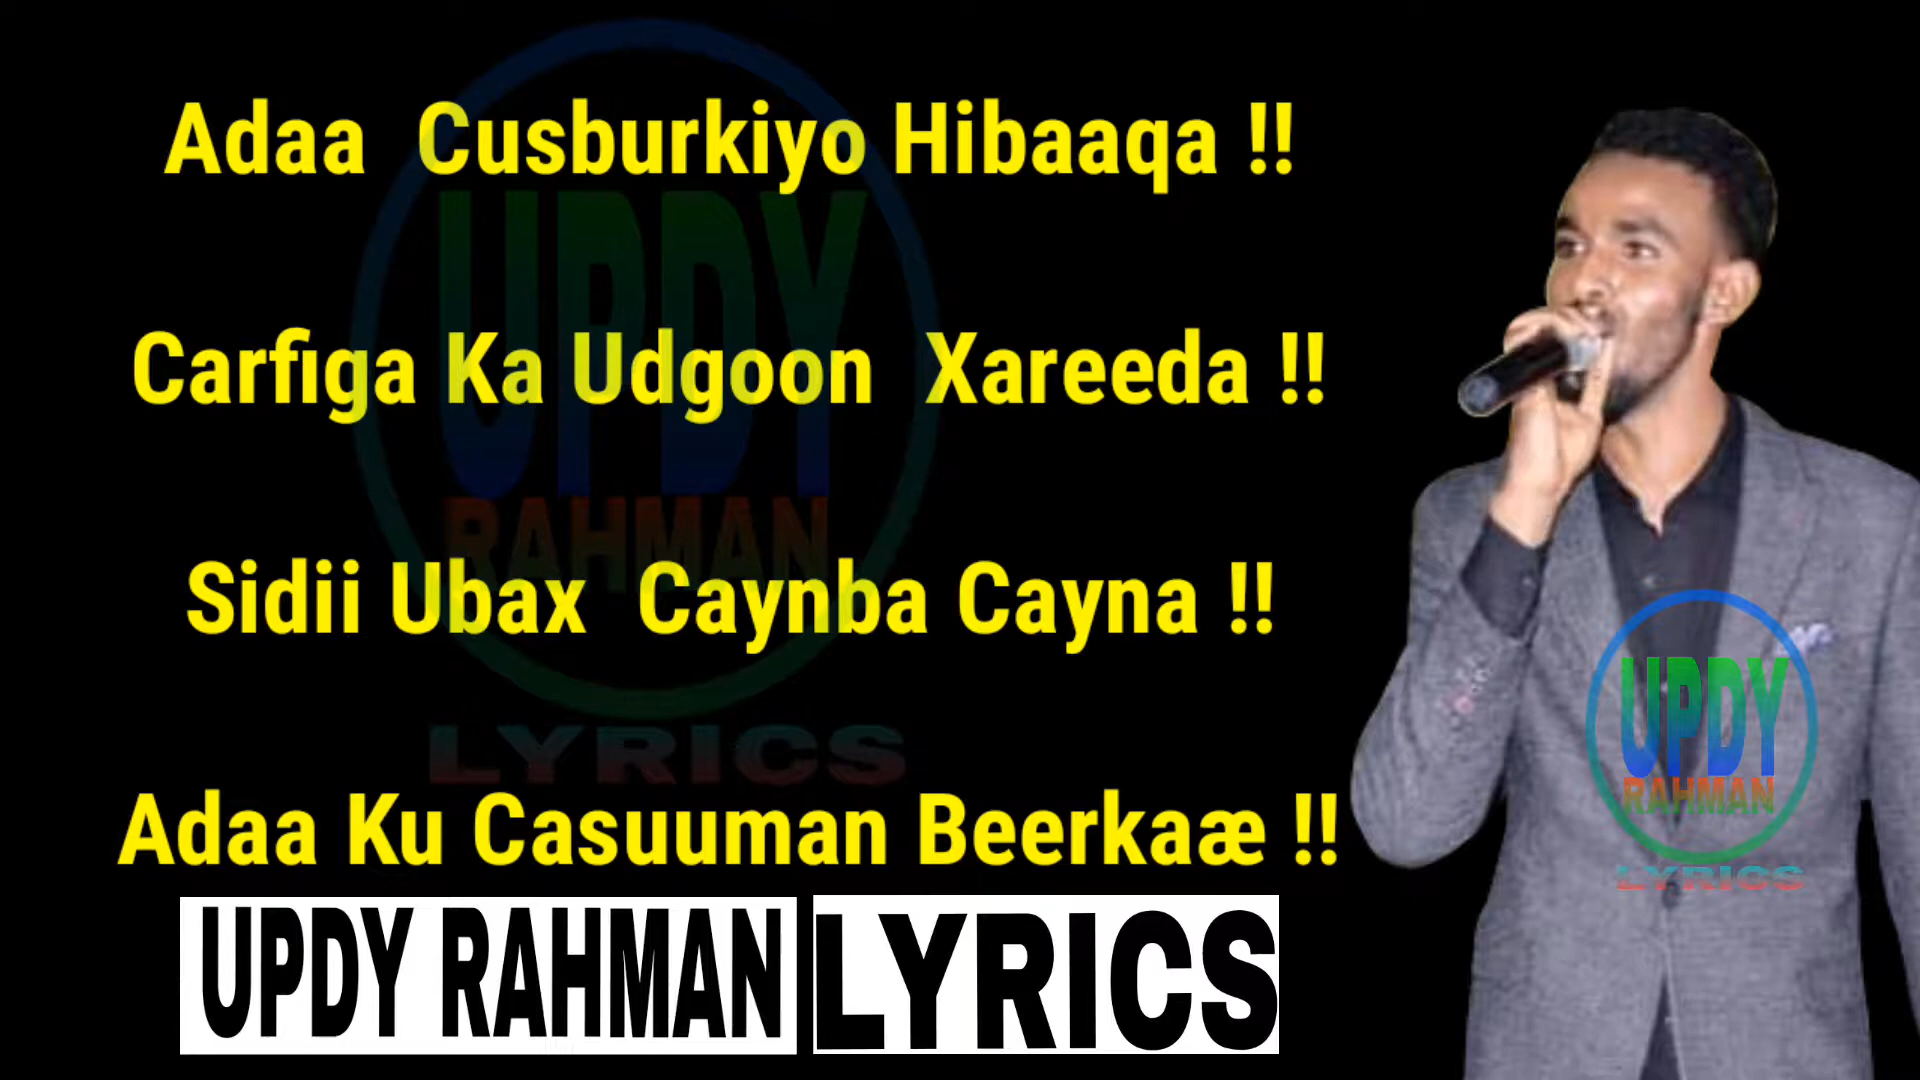 Adaa Cusburkiyo Hibaaqa !!
Carfiga Ka Udgoon Xareeda !!
Sidii Ubax Caynba Cayna !!
Adaa Ku Casuuman Beerkaæ !!
UPDY RAHMAN LYRICS
UPDY
RAHMAN
LYRICS
UPDY
RAHMAN
LYRICS